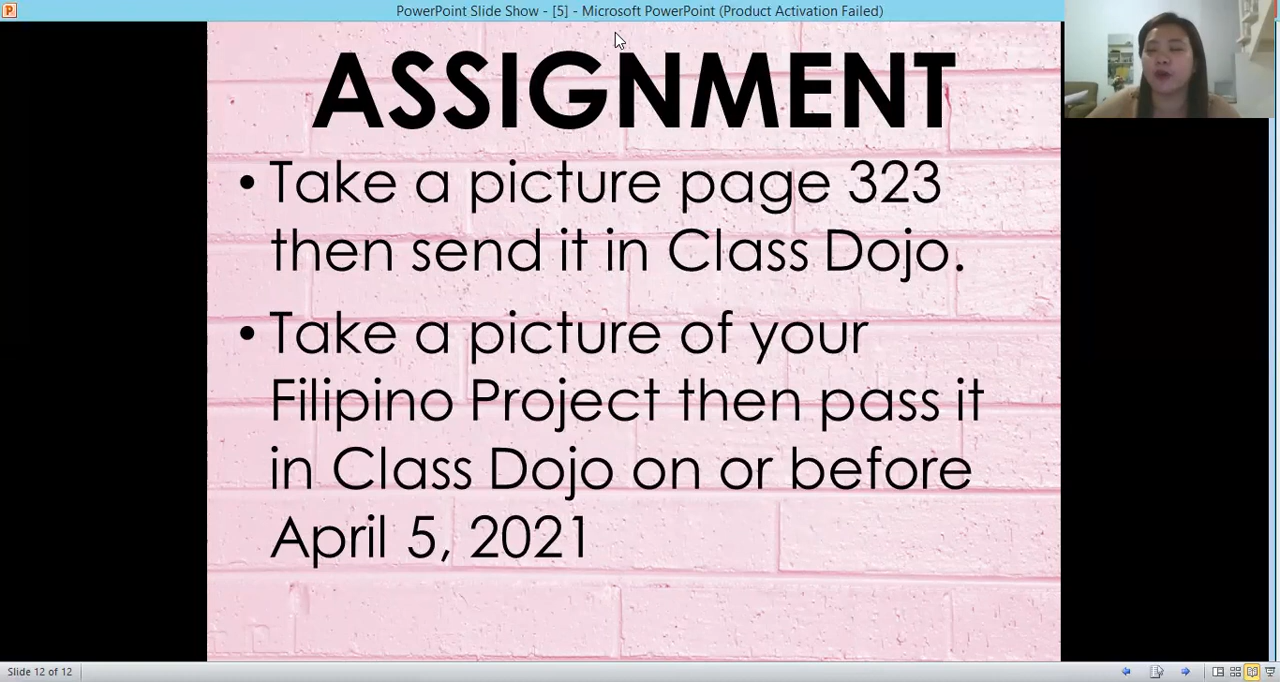 PowerPoint Slide Show - [5] - Microsoft PowerPoint (Product Activation Failed)
ASSIGNMENT
• Take a picture page 323
then send it in Class Dojo.
• Take a picture of your
Filipino Project then pass it
in Class Dojo on or before
April 5, 2021
Slide 12 of 12